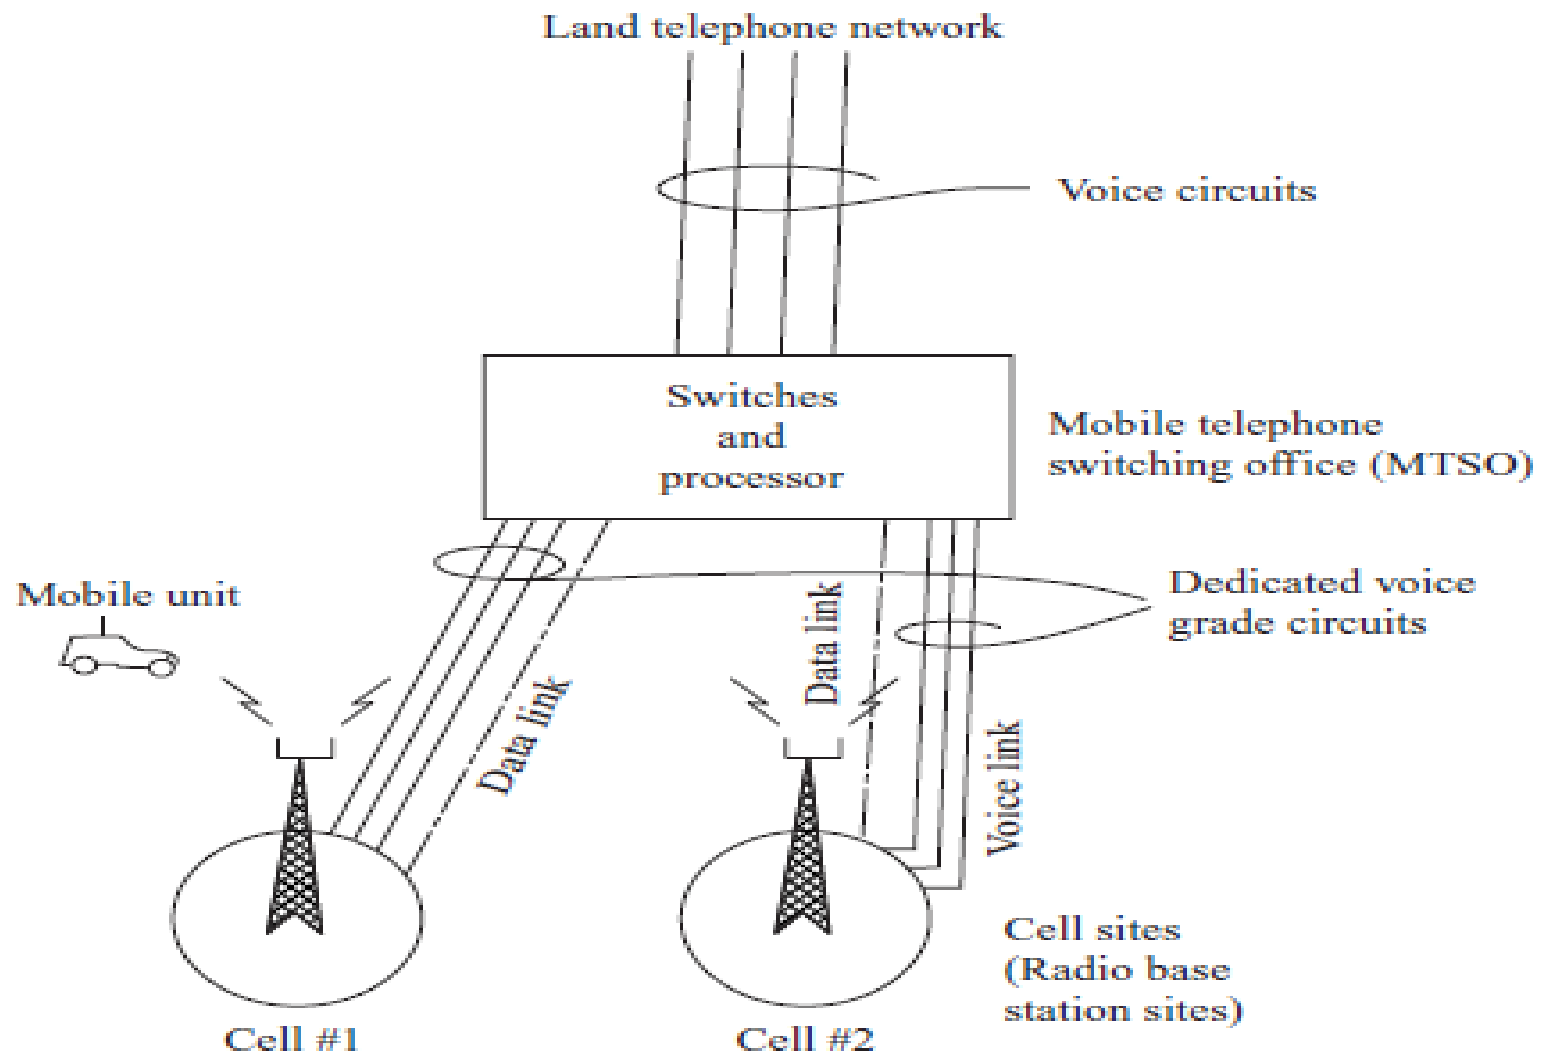 Land telephone network
Voice circuits
Switches
and
processor
Mobile telephone
switching office (MTSO)
Mobile unit
Dedicated voice
grade circuits
Data link
Data link
Voice link
Cell sites
(Radio base
station sites)
Cell #1
Cell #2